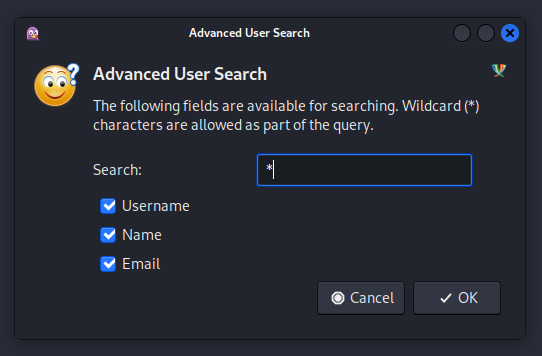 Advanced User Search
Advanced User Search
The following fields are available for searching. Wildcard (*)
characters are allowed as part of the query.
Search: *
Username
Name
Email
Cancel OK